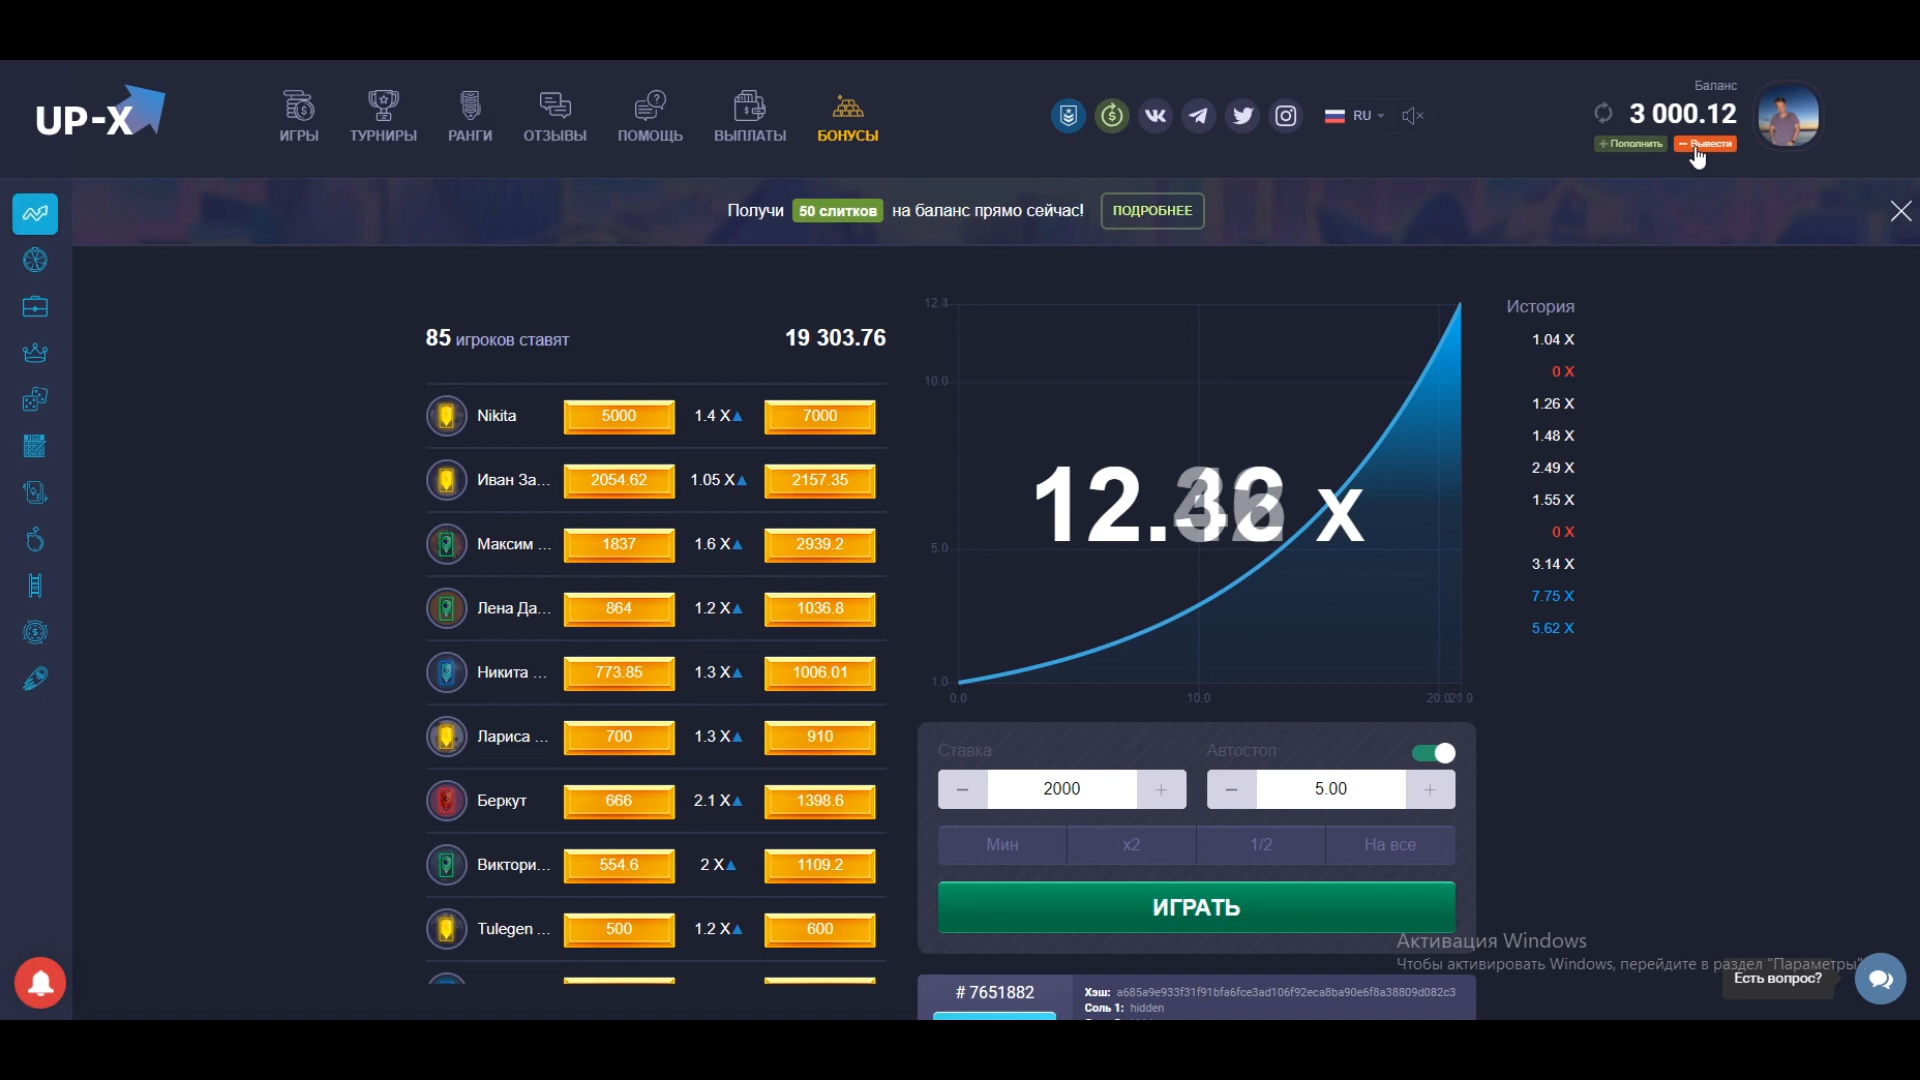 UP-X
ИГРЫ
ТУРНИРЫ
РАНГИ
ОТЗЫВЫ
ПОМОЩЬ
ВЫПЛАТЫ
БОНУСЫ
RU
Баланс
3 000.12
+ Пополнить
− Вывести
Получи 50 слитков на баланс прямо сейчас! ПОДРОБНЕЕ
85 игроков ставят 19 303.76
Nikita 5000 1.4 X 7000
Иван За... 2054.62 1.05 X 2157.35
Максим ... 1837 1.6 X 2939.2
Лена Да... 864 1.2 X 1036.8
Никита ... 773.85 1.3 X 1006.01
Лариса ... 700 1.3 X 910
Беркут 666 2.1 X 1398.6
Виктори... 554.6 2 X 1109.2
Tulegen ... 500 1.2 X 600
10.0
5.0
1.0
0.0 10.0
12. x
История
1.04 X
0 X
1.26 X
1.48 X
2.49 X
1.55 X
0 X
3.14 X
7.75 X
5.62 X
Ставка
Автостоп
− 2000 +
− 5.00 +
Мин x2 1/2 На все
ИГРАТЬ
Активация Windows
Чтобы активировать Windows, перейдите в раздел "Параметры"
Есть вопрос?
# 7651882
Хэш: a685a9e933f31f91bfa6fce3ad106f92eca8ba90e6f8a38809d082c3
Соль 1: hidden